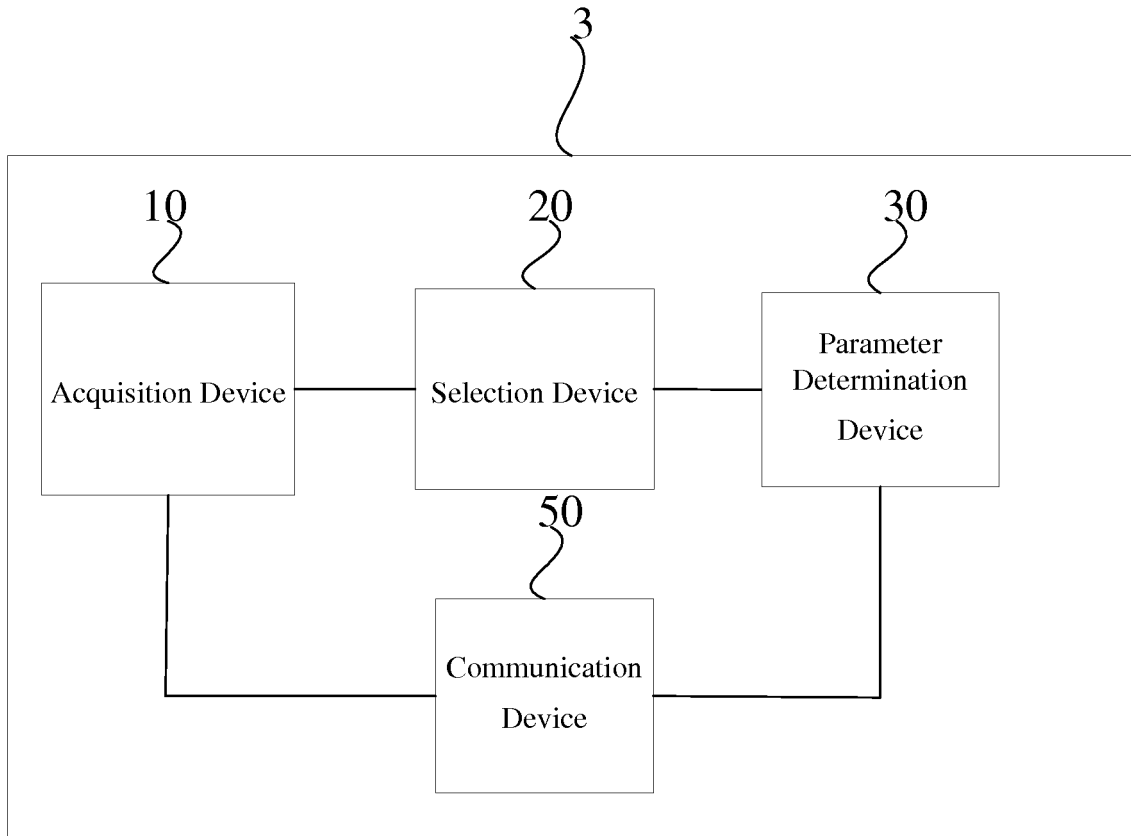 3
10
20
30
Acquisition Device
Selection Device
Parameter
Determination
Device
50
Communication
Device